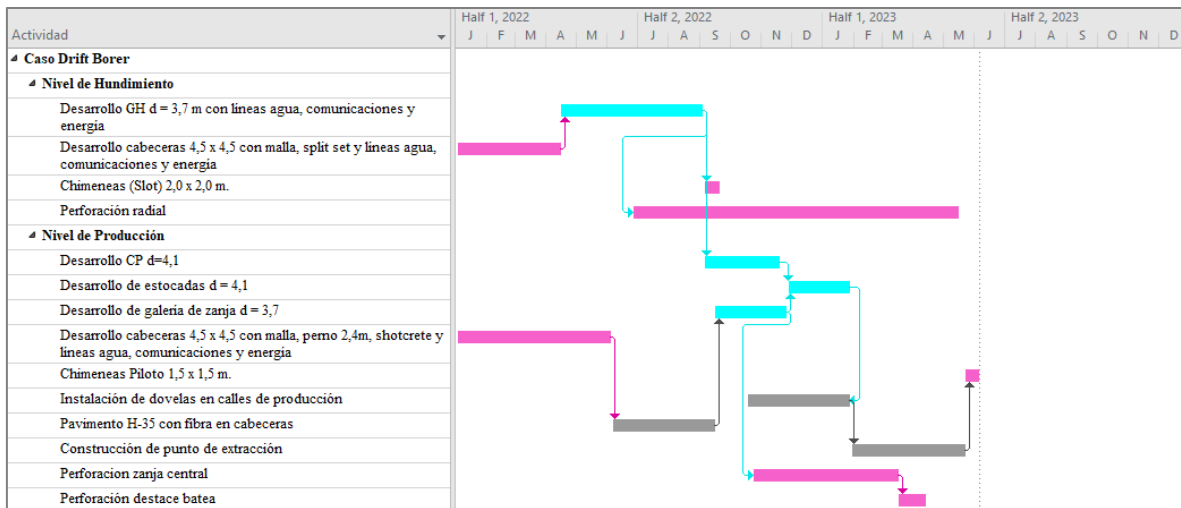 Half 1, 2022 Half 2, 2022 Half 1, 2023 Half 2, 2023
Actividad J F M A M J J A S O N D J F M A M J J A S O N D
Caso Drift Borer
Nivel de Hundimiento
Desarrollo GH d = 3,7 m con líneas agua, comunicaciones y
energía
Desarrollo cabeceras 4,5 x 4,5 con malla, split set y líneas agua,
comunicaciones y energía
Chimeneas (Slot) 2,0 x 2,0 m.
Perforación radial
Nivel de Producción
Desarrollo CP d=4,1
Desarrollo de estocadas d = 4,1
Desarrollo de galería de zanja d = 3,7
Desarrollo cabeceras 4,5 x 4,5 con malla, perno 2,4m, shotcrete y
líneas agua, comunicaciones y energía
Chimeneas Piloto 1,5 x 1,5 m.
Instalación de dovelas en calles de producción
Pavimento H-35 con fibra en cabeceras
Construcción de punto de extracción
Perforacion zanja central
Perforación destace batea